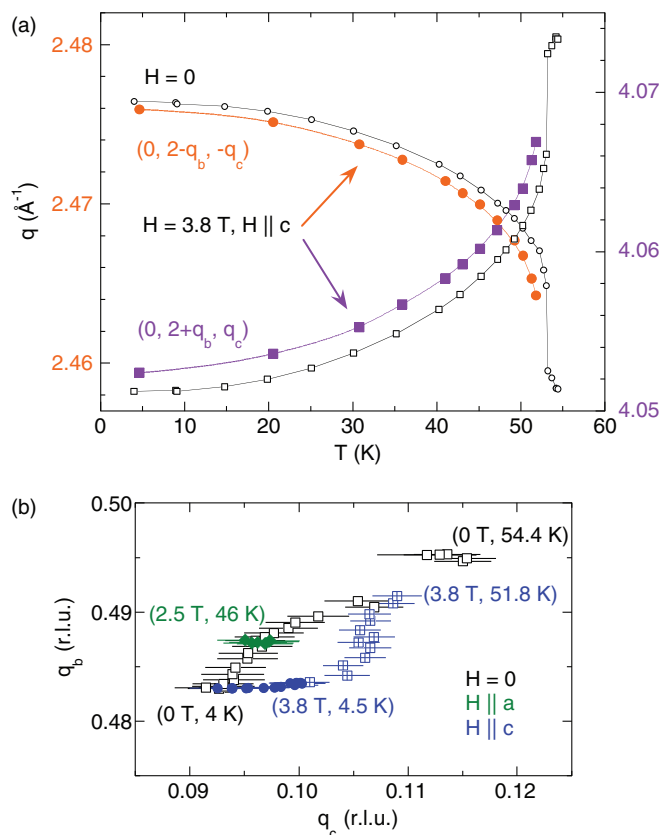 (a)
2.48
2.47
2.46
q (Å⁻¹)
H = 0
(0, 2-q_b, -q_c)
H = 3.8 T, H || c
(0, 2+q_b, q_c)
4.07
4.06
4.05
0 10 20 30 40 50 60
T (K)
(b)
0.50
0.49
0.48
q_b (r.l.u.)
(0 T, 54.4 K)
(2.5 T, 46 K)
(3.8 T, 51.8 K)
(0 T, 4 K)
(3.8 T, 4.5 K)
H = 0
H || a
H || c
0.09 0.10 0.11 0.12
q_c (r.l.u.)